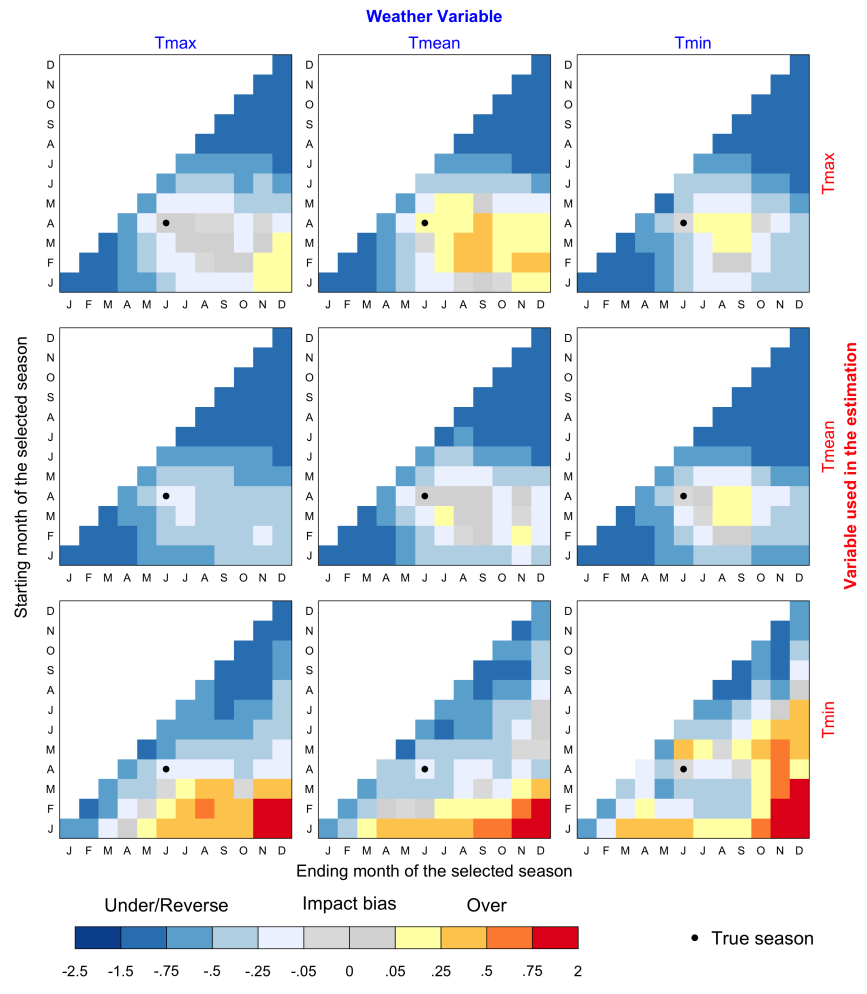 Weather Variable
Tmax Tmean Tmin
D D D
N N N
O O O
S S S
A A A
J J J
J J J
M M M
A A A
M M M
F F F
J J J
Tmax
J F M A M J J A S O N D J F M A M J J A S O N D J F M A M J J A S O N D
D D D
N N N
O O O
S S S
A A A
J J J
J J J
M M M
A A A
M M M
F F F
J J J
Tmean
J F M A M J J A S O N D J F M A M J J A S O N D J F M A M J J A S O N D
D D D
N N N
O O O
S S S
A A A
J J J
J J J
M M M
A A A
M M M
F F F
J J J
Tmin
J F M A M J J A S O N D J F M A M J J A S O N D J F M A M J J A S O N D
Starting month of the selected season
Variable used in the estimation
Ending month of the selected season
Under/Reverse Impact bias Over
True season
-2.5 -1.5 -.75 -.5 -.25 -.05 0 .05 .25 .5 .75 2